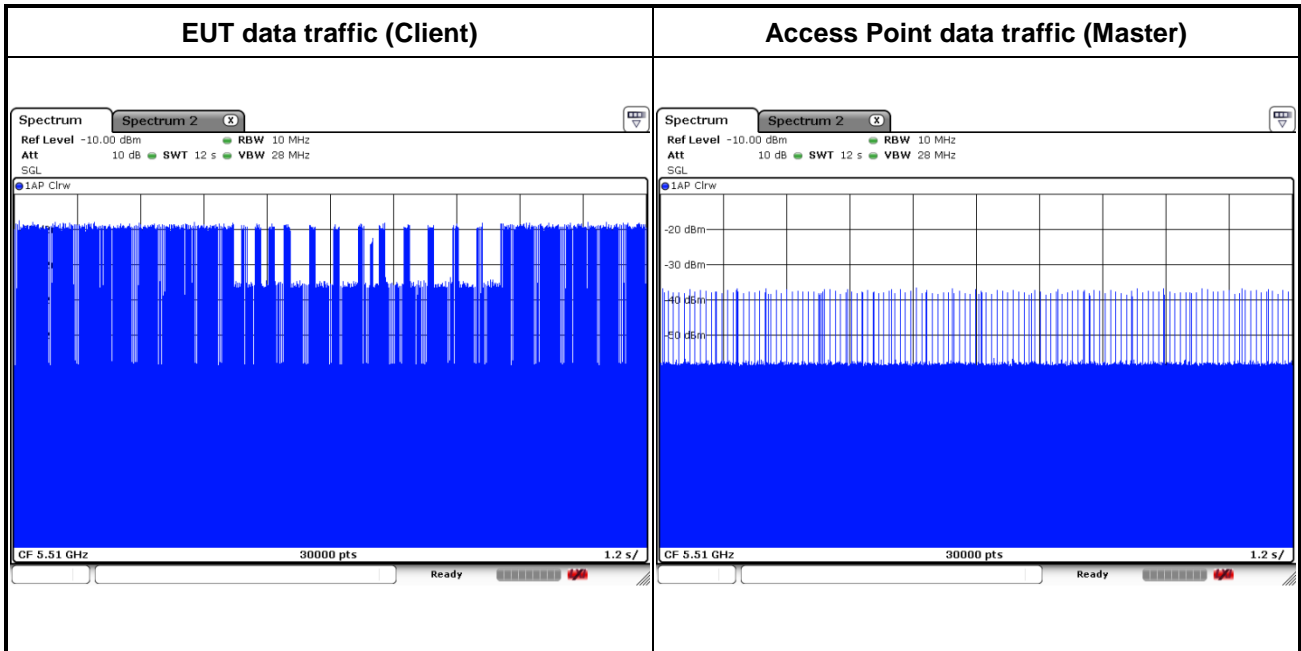 EUT data traffic (Client)
Access Point data traffic (Master)
Spectrum Spectrum 2 X
Ref Level -10.00 dBm RBW 10 MHz
Att 10 dB SWT 12 s VBW 28 MHz
SGL
1AP Clrw
CF 5.51 GHz 30000 pts 1.2 s/
Ready
Spectrum Spectrum 2 X
Ref Level -10.00 dBm RBW 10 MHz
Att 10 dB SWT 12 s VBW 28 MHz
SGL
1AP Clrw
-20 dBm
-30 dBm
-40 dBm
-50 dBm
CF 5.51 GHz 30000 pts 1.2 s/
Ready